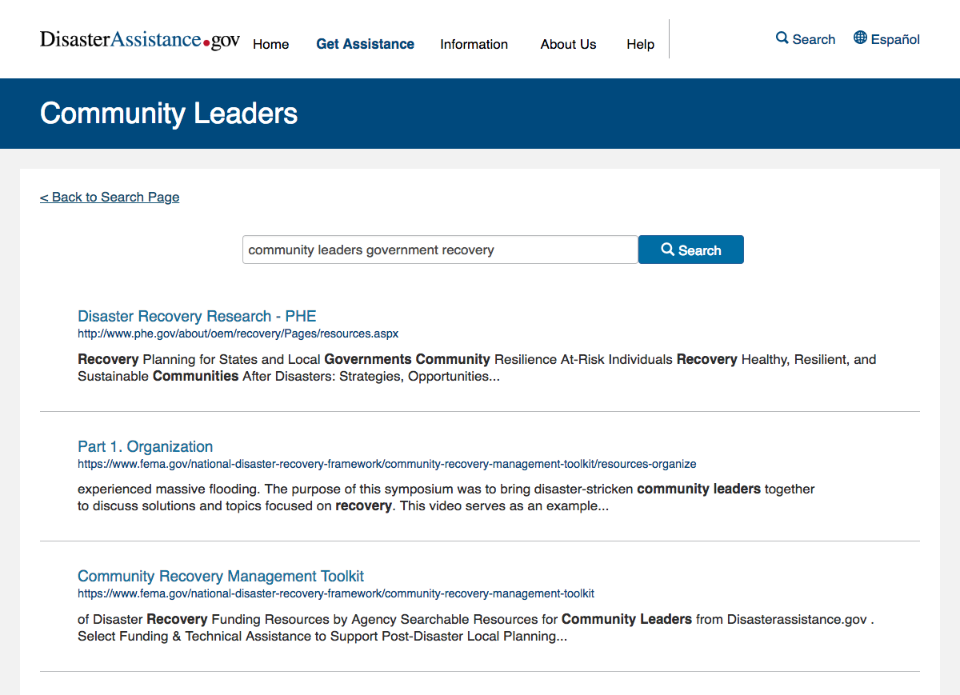 DisasterAssistance.gov Home Get Assistance Information About Us Help Search Español
Community Leaders
< Back to Search Page
community leaders government recovery Search
Disaster Recovery Research - PHE
http://www.phe.gov/about/oem/recovery/Pages/resources.aspx
Recovery Planning for States and Local Governments Community Resilience At-Risk Individuals Recovery Healthy, Resilient, and
Sustainable Communities After Disasters: Strategies, Opportunities...
Part 1. Organization
https://www.fema.gov/national-disaster-recovery-framework/community-recovery-management-toolkit/resources-organize
experienced massive flooding. The purpose of this symposium was to bring disaster-stricken community leaders together
to discuss solutions and topics focused on recovery. This video serves as an example...
Community Recovery Management Toolkit
https://www.fema.gov/national-disaster-recovery-framework/community-recovery-management-toolkit
of Disaster Recovery Funding Resources by Agency Searchable Resources for Community Leaders from Disasterassistance.gov .
Select Funding & Technical Assistance to Support Post-Disaster Local Planning...